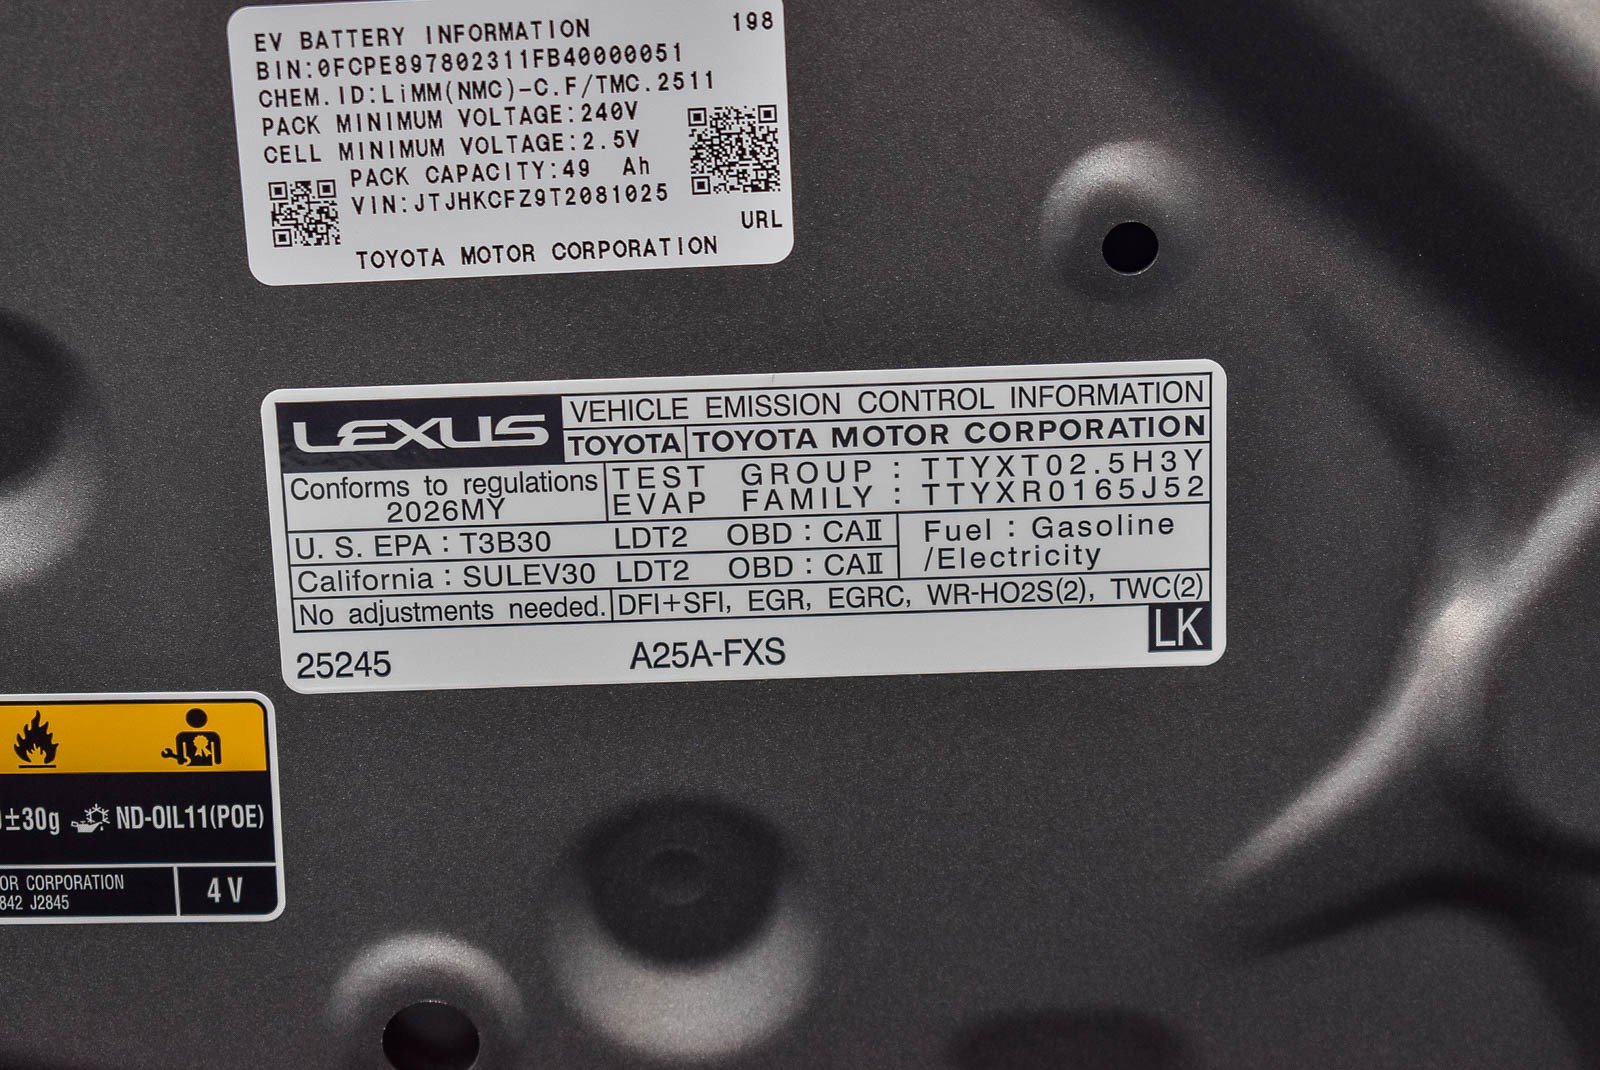 EV BATTERY INFORMATION 198
BIN:0FCPE897802311FB40000051
CHEM.ID:LiMM(NMC)-C.F/TMC.2511
PACK MINIMUM VOLTAGE:240V
CELL MINIMUM VOLTAGE:2.5V
PACK CAPACITY:49 Ah
VIN:JTJHKCFZ9T2081025
URL
TOYOTA MOTOR CORPORATION
LEXUS
VEHICLE EMISSION CONTROL INFORMATION
TOYOTA TOYOTA MOTOR CORPORATION
Conforms to regulations
2026MY
TEST GROUP : TTYXT02.5H3Y
EVAP FAMILY : TTYXR0165J52
U. S. EPA : T3B30 LDT2 OBD : CAⅡ
California : SULEV30 LDT2 OBD : CAⅡ
Fuel : Gasoline
/Electricity
No adjustments needed. DFI+SFI, EGR, EGRC, WR-HO2S(2), TWC(2)
25245 A25A-FXS LK
±30g ND-OIL11(POE)
OR CORPORATION
842 J2845
4 V